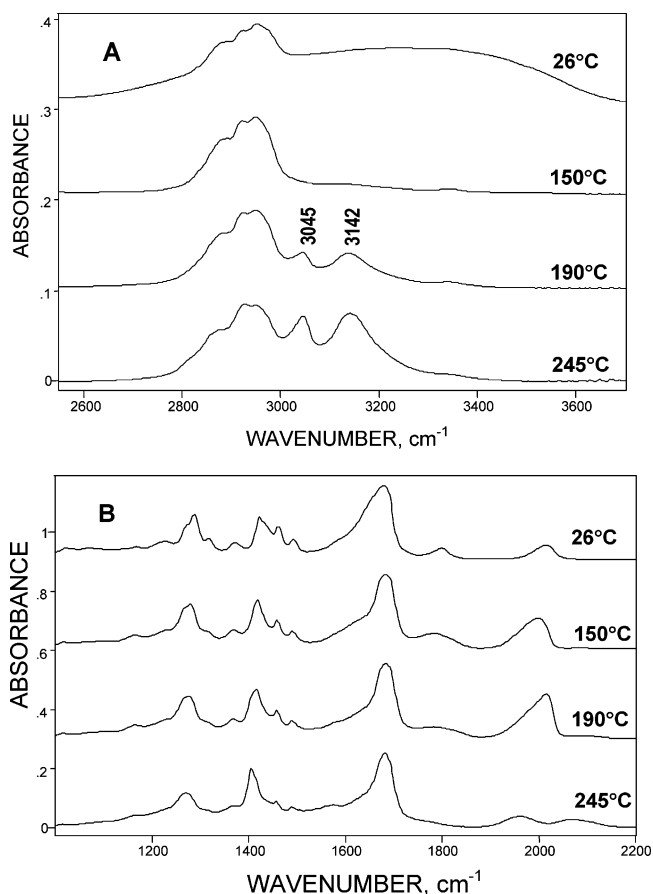 A
ABSORBANCE
.4
.3
.2
.1
0
26°C
150°C
3045
3142
190°C
245°C
2600 2800 3000 3200 3400 3600
WAVENUMBER, cm-1
B
ABSORBANCE
1
.8
.6
.4
.2
0
26°C
150°C
190°C
245°C
1200 1400 1600 1800 2000 2200
WAVENUMBER, cm-1